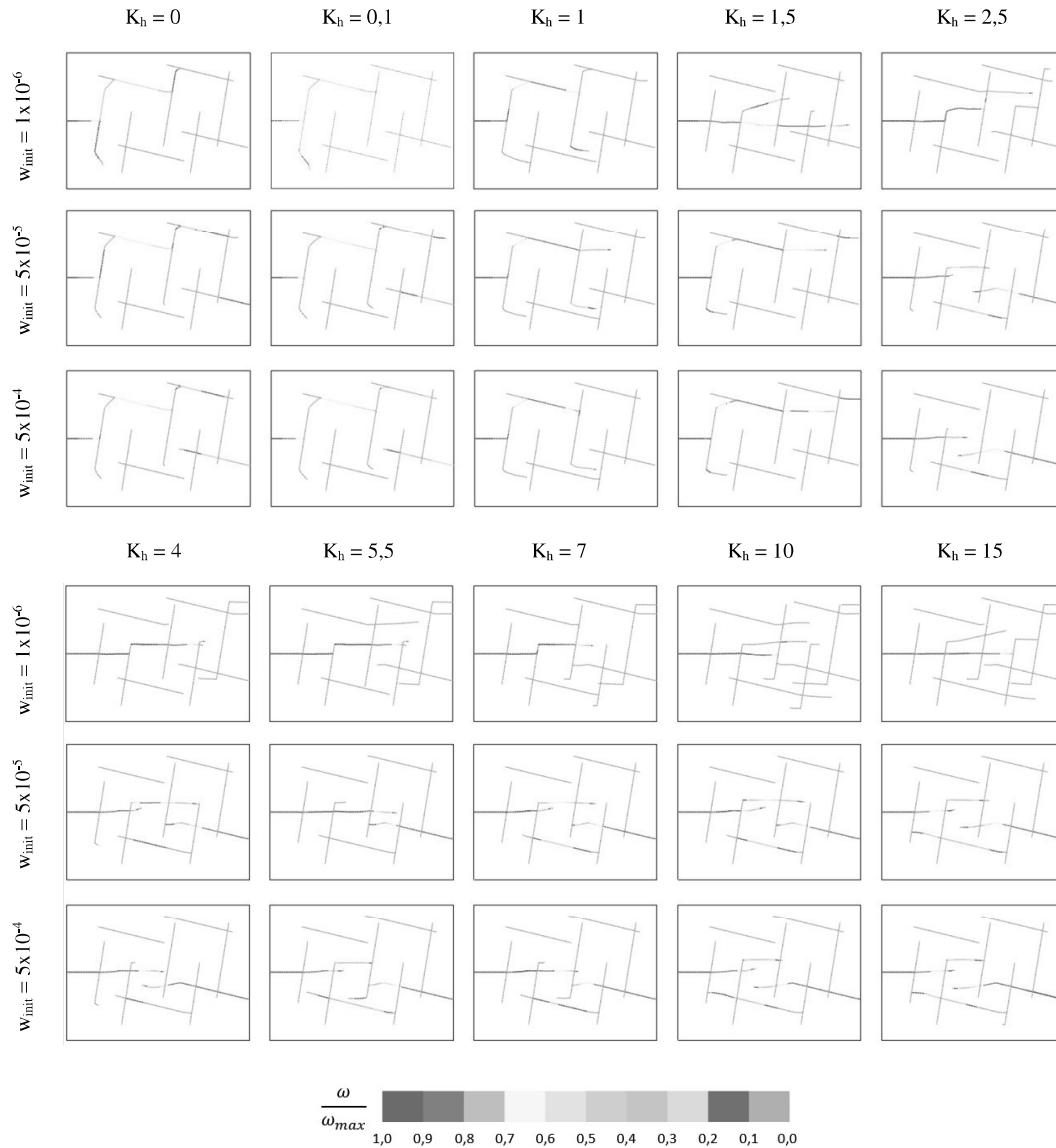 K_h = 0 K_h = 0,1 K_h = 1 K_h = 1,5 K_h = 2,5
w_init = 1x10^-6
w_init = 5x10^-5
w_init = 5x10^-4
K_h = 4 K_h = 5,5 K_h = 7 K_h = 10 K_h = 15
w_init = 1x10^-6
w_init = 5x10^-5
w_init = 5x10^-4
ω
ω_max
1,0 0,9 0,8 0,7 0,6 0,5 0,4 0,3 0,2 0,1 0,0